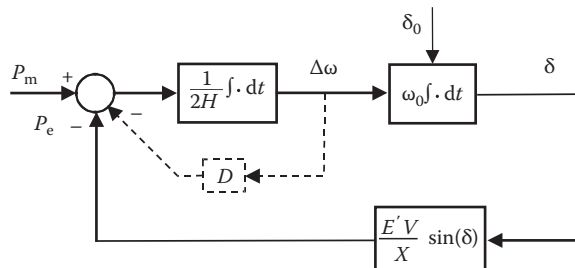 δ₀
Pₘ + 1/2H ∫· dt Δω ω₀∫· dt δ
Pₑ − −
D
E′ V/X sin(δ)